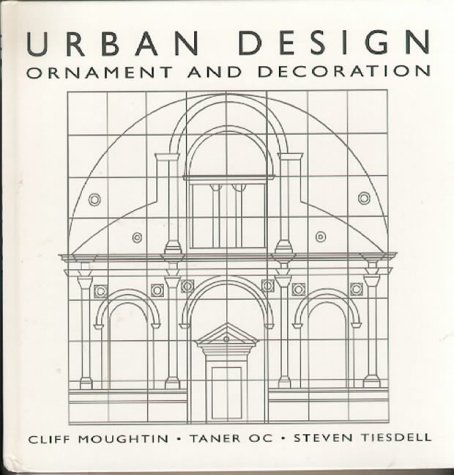 URBAN DESIGN
ORNAMENT AND DECORATION
CLIFF MOUGHTIN • TANER OC • STEVEN TIESDELL